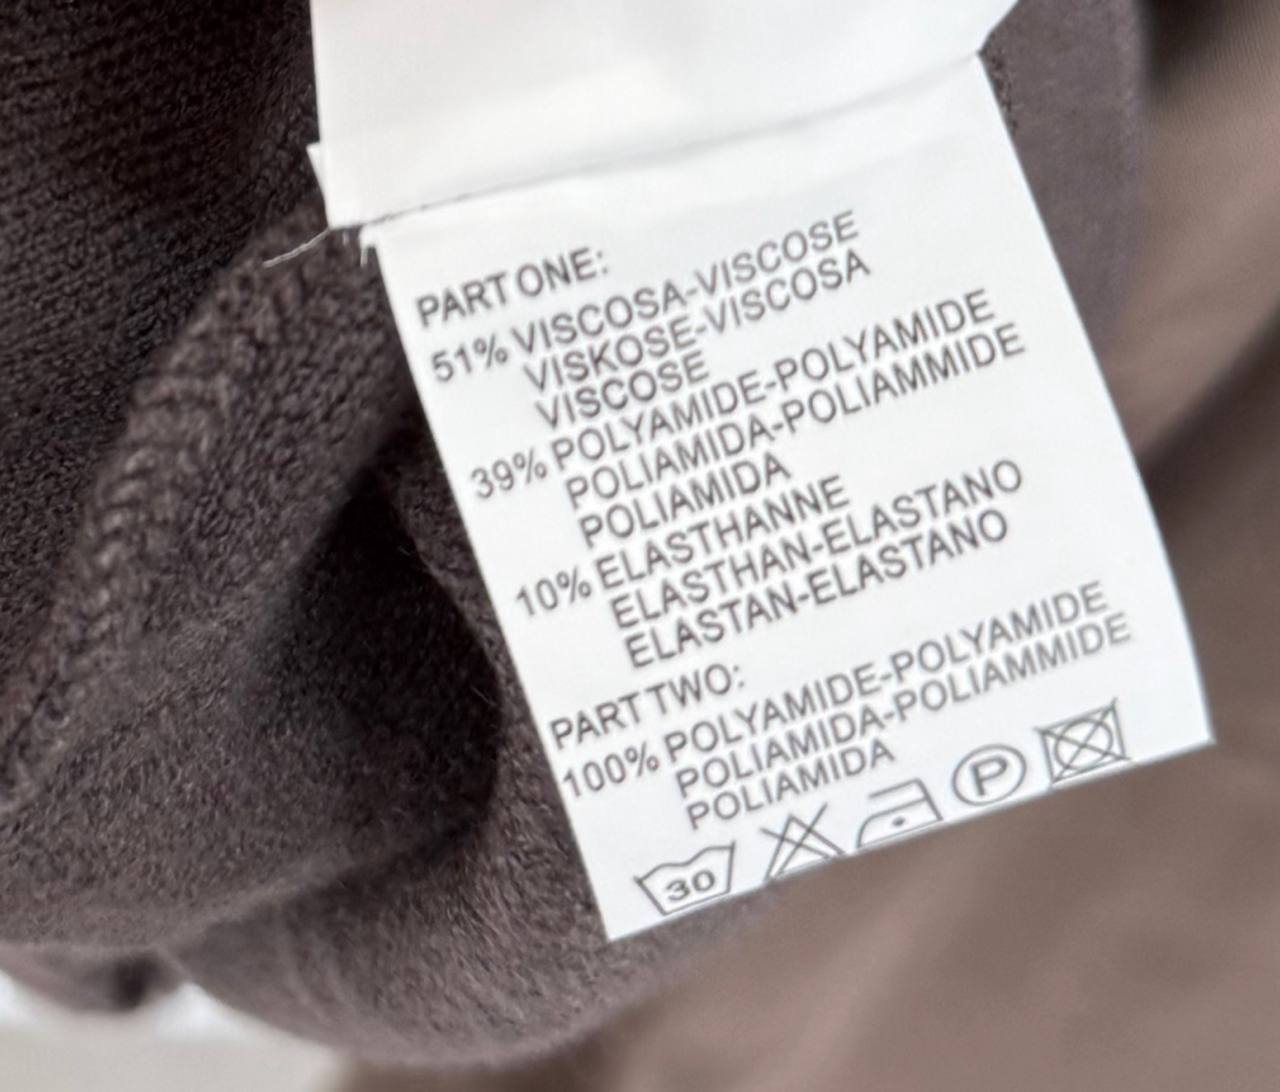 PART ONE:
51% VISCOSA-VISCOSE
VISKOSE-VISCOSA
VISCOSE
39% POLYAMIDE-POLYAMIDE
POLIAMIDA-POLIAMMIDE
POLIAMIDA
10% ELASTHANNE
ELASTHAN-ELASTANO
ELASTAN-ELASTANO
PART TWO:
100% POLYAMIDE-POLYAMIDE
POLIAMIDA-POLIAMMIDE
POLIAMIDA
30 P